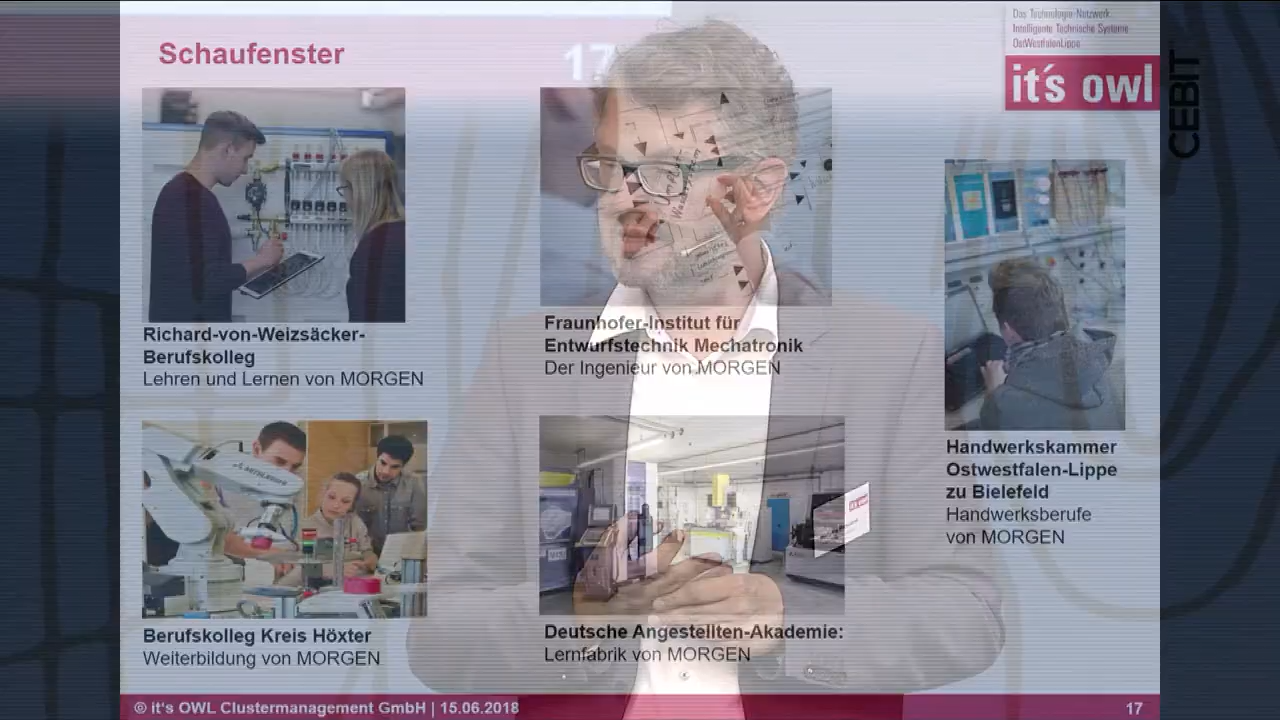 Schaufenster
17
Das Technologie-Netzwerk
Intelligente Technische Systeme
OstWestfalenLippe
it´s owl
CEBIT
Richard-von-Weizsäcker-
Berufskolleg
Lehren und Lernen von MORGEN
Fraunhofer-Institut für
Entwurfstechnik Mechatronik
Der Ingenieur von MORGEN
Handwerkskammer
Ostwestfalen-Lippe
zu Bielefeld
Handwerksberufe
von MORGEN
Berufskolleg Kreis Höxter
Weiterbildung von MORGEN
it´s owl
Deutsche Angestellten-Akademie:
Lernfabrik von MORGEN
© it's OWL Clustermanagement GmbH | 15.06.2018
17